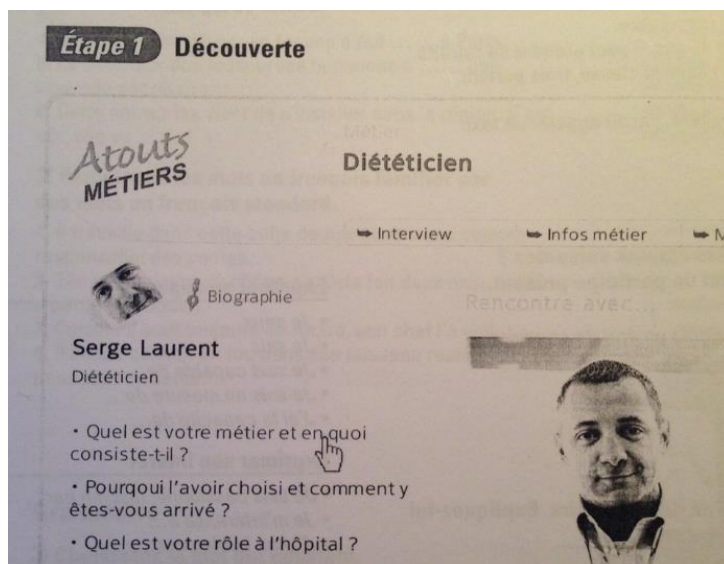 Étape 1 Découverte
Atouts
MÉTIERS
Diététicien
Interview
Infos métier
Biographie
Rencontre avec...
Serge Laurent
Diététicien
• Quel est votre métier et en quoi
consiste-t-il ?
• Pourqoui l'avoir choisi et comment y
êtes-vous arrivé ?
• Quel est votre rôle à l'hôpital ?